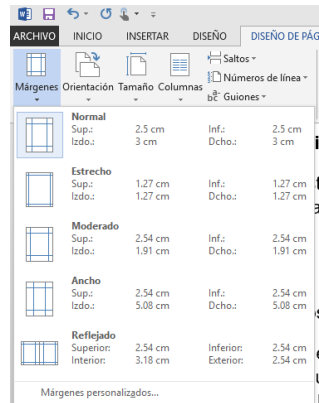 ARCHIVO INICIO INSERTAR DISEÑO DISEÑO DE PÁG
Saltos
Números de línea
Márgenes Orientación Tamaño Columnas
Guiones
Normal
Sup.: 2.5 cm Inf.: 2.5 cm
Izdo.: 3 cm Dcho.: 3 cm
Estrecho
Sup.: 1.27 cm Inf.: 1.27 cm
Izdo.: 1.27 cm Dcho.: 1.27 cm
Moderado
Sup.: 2.54 cm Inf.: 2.54 cm
Izdo.: 1.91 cm Dcho.: 1.91 cm
Ancho
Sup.: 2.54 cm Inf.: 2.54 cm
Izdo.: 5.08 cm Dcho.: 5.08 cm
Reflejado
Superior: 2.54 cm Inferior: 2.54 cm
Interior: 3.18 cm Exterior: 2.54 cm
Márgenes personalizados...